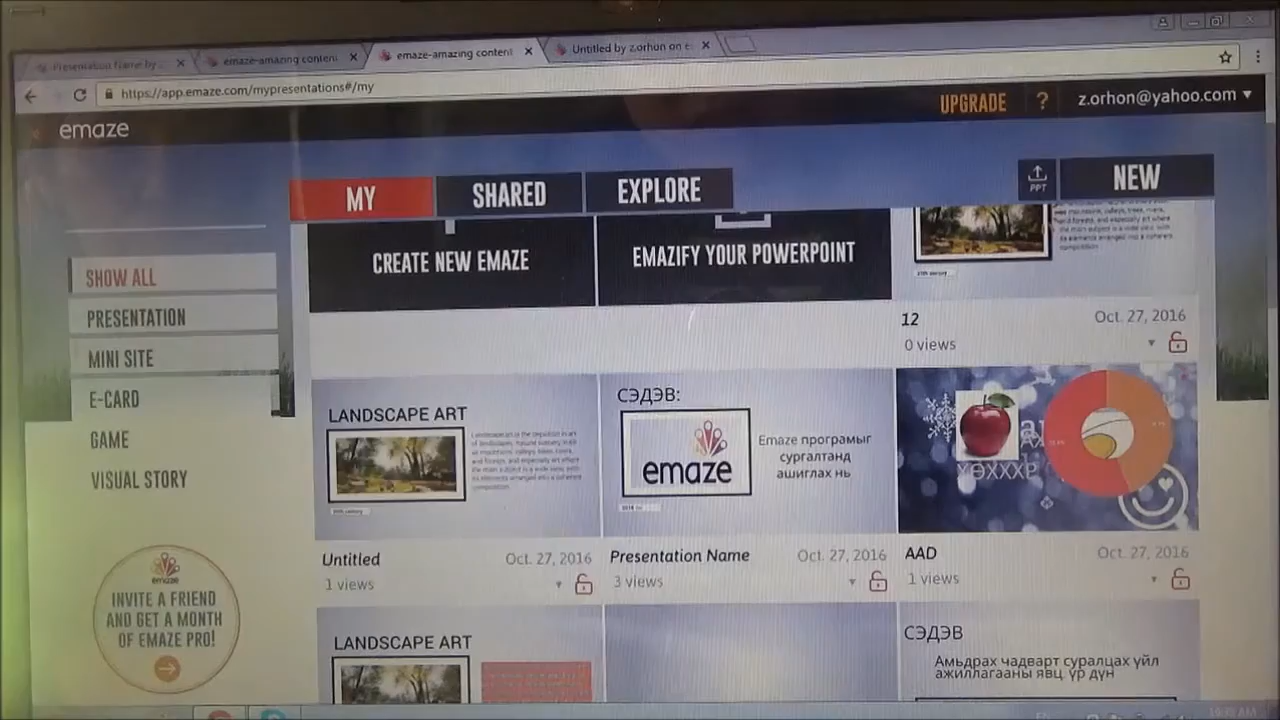 Presentation Name by
emaze-amazing content
emaze-amazing content
Untitled by z.orhon on e
https://app.emaze.com/mypresentations#/my
UPGRADE
?
z.orhon@yahoo.com
emaze
MY
SHARED
EXPLORE
PPT
NEW
SHOW ALL
PRESENTATION
MINI SITE
E-CARD
GAME
VISUAL STORY
emaze
INVITE A FRIEND
AND GET A MONTH
OF EMAZE PRO!
CREATE NEW EMAZE
EMAZIFY YOUR POWERPOINT
12
Oct. 27, 2016
0 views
LANDSCAPE ART
СЭДЭВ:
emaze
Emaze програмыг
сургалтанд
ашиглах нь
Untitled
Oct. 27, 2016
1 views
Presentation Name
Oct. 27, 2016
3 views
AAD
Oct. 27, 2016
1 views
LANDSCAPE ART
СЭДЭВ
Амьдрах чадварт суралцах үйл
ажиллагааны явц, үр дүн